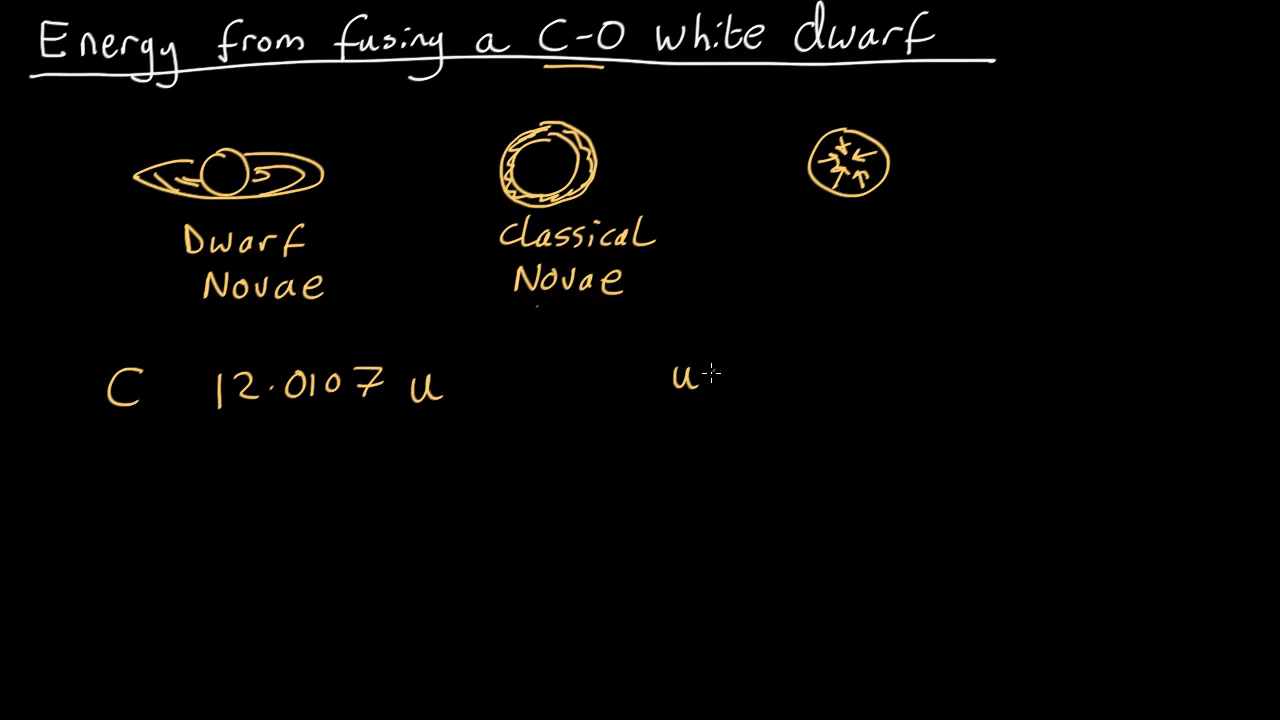 Energy from fusing a C-O white dwarf
Dwarf Novae
Classical Novae
C 12.0107 u
u